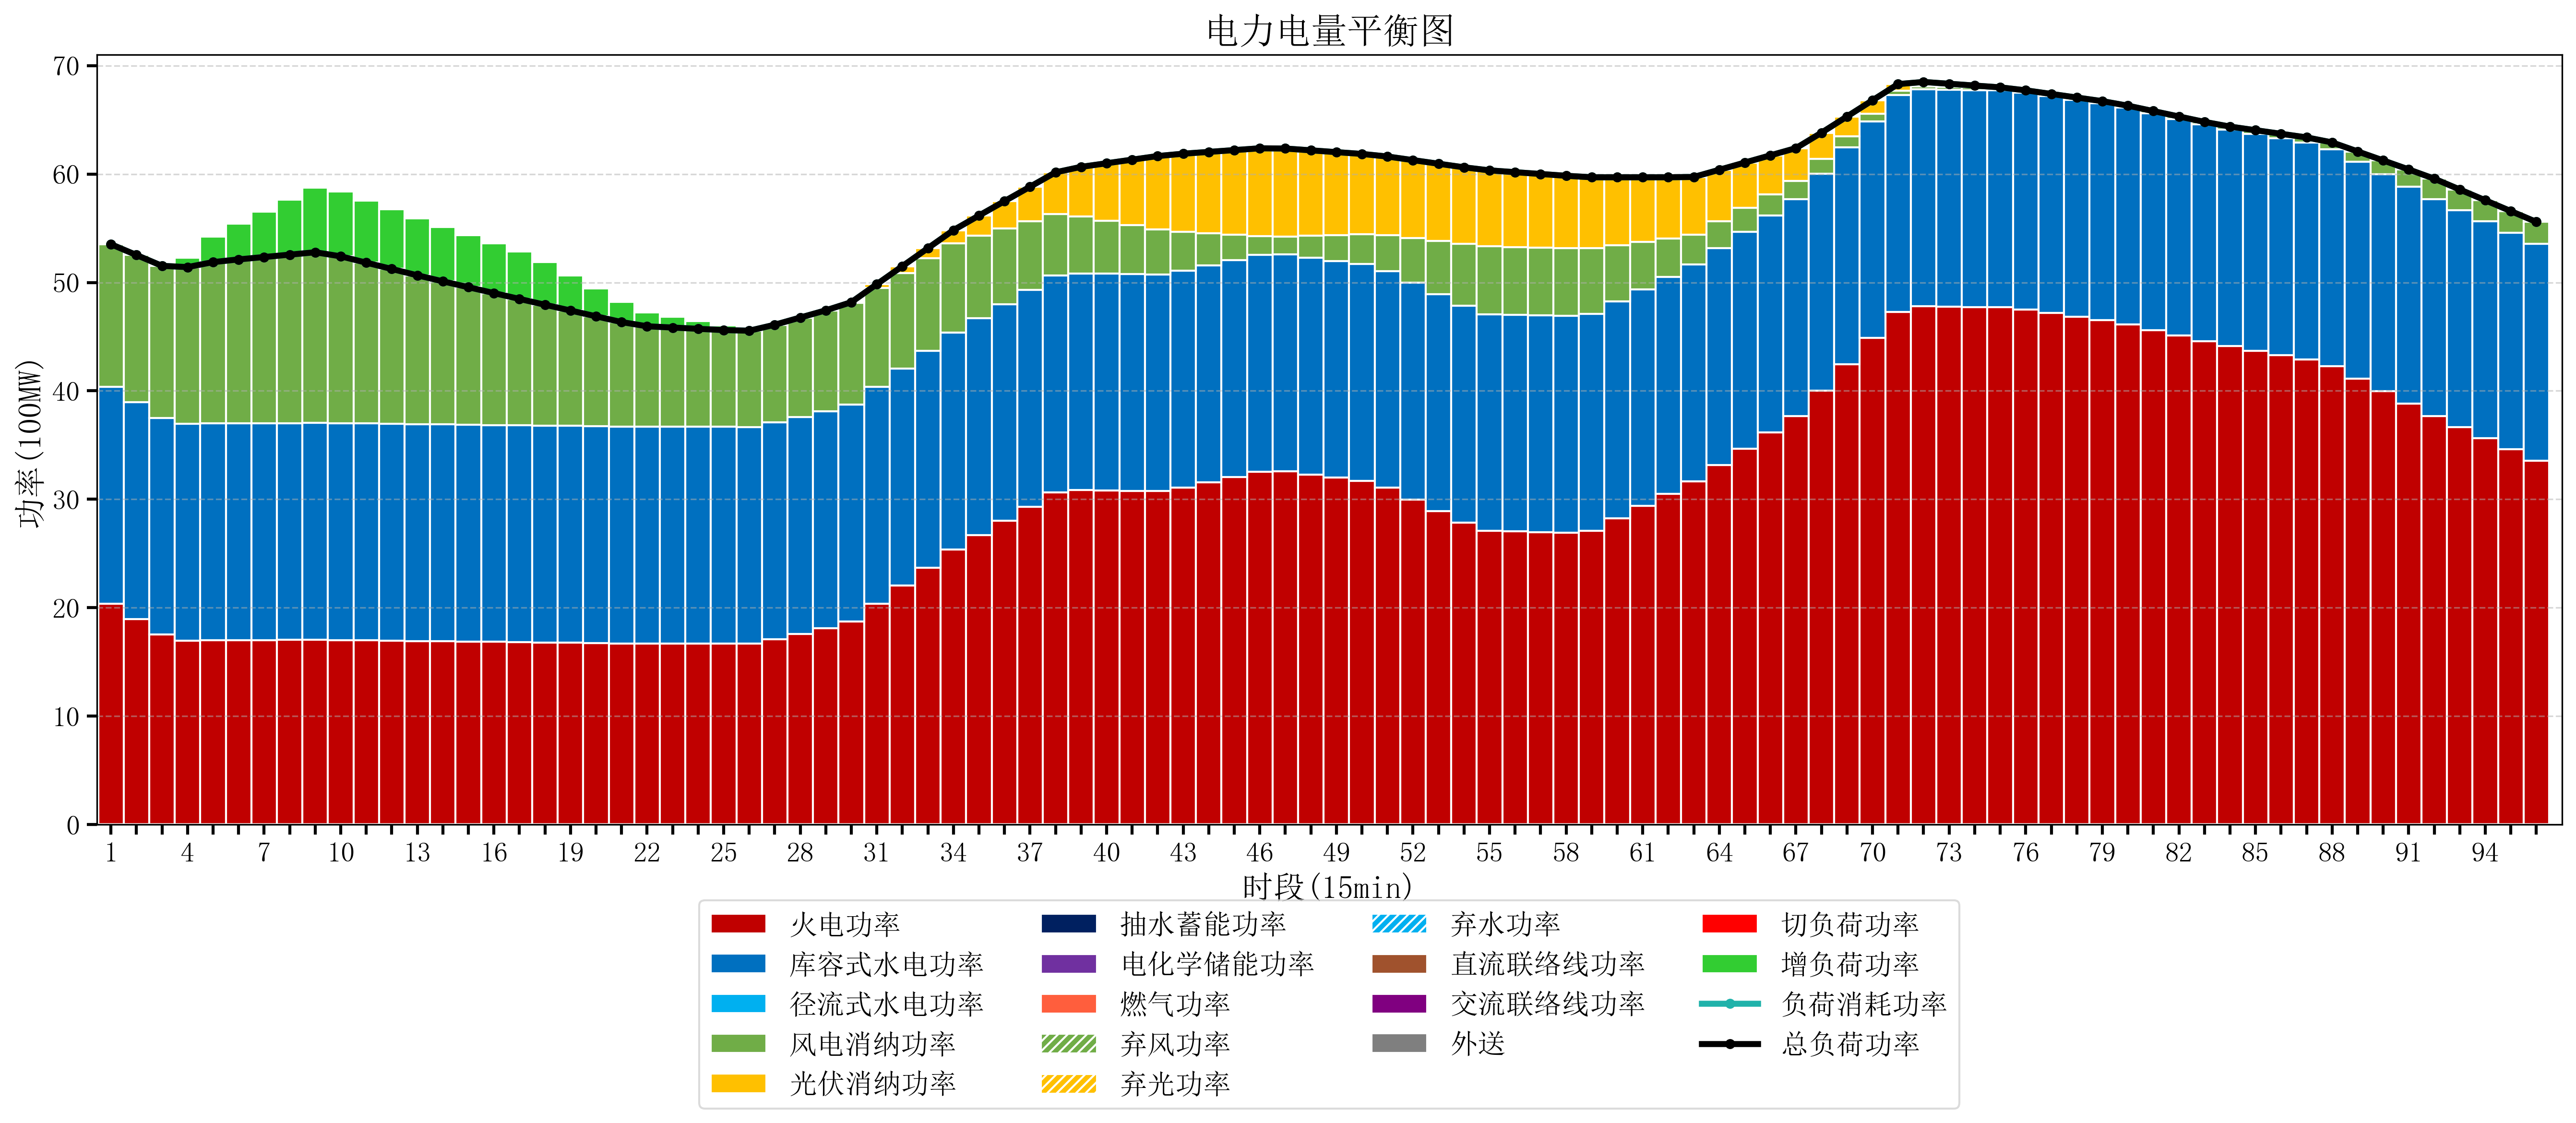 电力电量平衡图
功率(100MW)
70
60
50
40
30
20
10
0
1 4 7 10 13 16 19 22 25 28 31 34 37 40 43 46 49 52 55 58 61 64 67 70 73 76 79 82 85 88 91 94
时段(15min)
火电功率
库容式水电功率
径流式水电功率
风电消纳功率
光伏消纳功率
抽水蓄能功率
电化学储能功率
燃气功率
弃风功率
弃光功率
弃水功率
直流联络线功率
交流联络线功率
外送
切负荷功率
增负荷功率
负荷消耗功率
总负荷功率